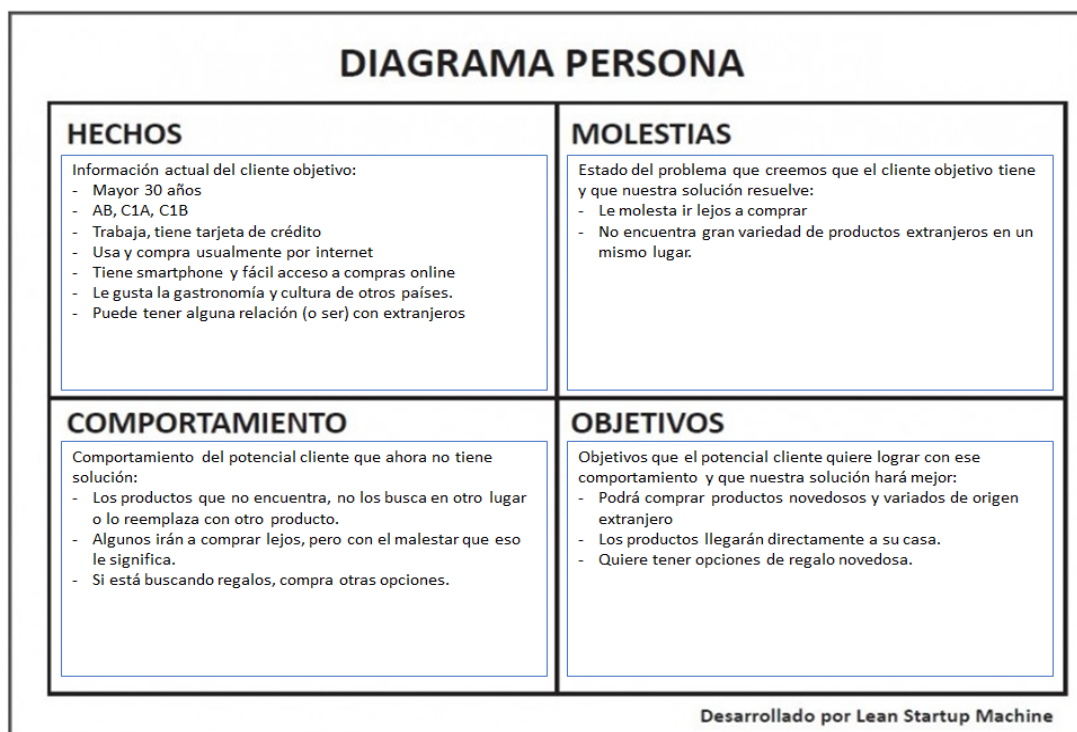 DIAGRAMA PERSONA
HECHOS
Información actual del cliente objetivo:
- Mayor 30 años
- AB, C1A, C1B
- Trabaja, tiene tarjeta de crédito
- Usa y compra usualmente por internet
- Tiene smartphone y fácil acceso a compras online
- Le gusta la gastronomía y cultura de otros países.
- Puede tener alguna relación (o ser) con extranjeros
MOLESTIAS
Estado del problema que creemos que el cliente objetivo tiene
y que nuestra solución resuelve:
- Le molesta ir lejos a comprar
- No encuentra gran variedad de productos extranjeros en un
mismo lugar.
COMPORTAMIENTO
Comportamiento del potencial cliente que ahora no tiene
solución:
- Los productos que no encuentra, no los busca en otro lugar
o lo reemplaza con otro producto.
- Algunos irán a comprar lejos, pero con el malestar que eso
le significa.
- Si está buscando regalos, compra otras opciones.
OBJETIVOS
Objetivos que el potencial cliente quiere lograr con ese
comportamiento y que nuestra solución hará mejor:
- Podrá comprar productos novedosos y variados de origen
extranjero
- Los productos llegarán directamente a su casa.
- Quiere tener opciones de regalo novedosa.
Desarrollado por Lean Startup Machine